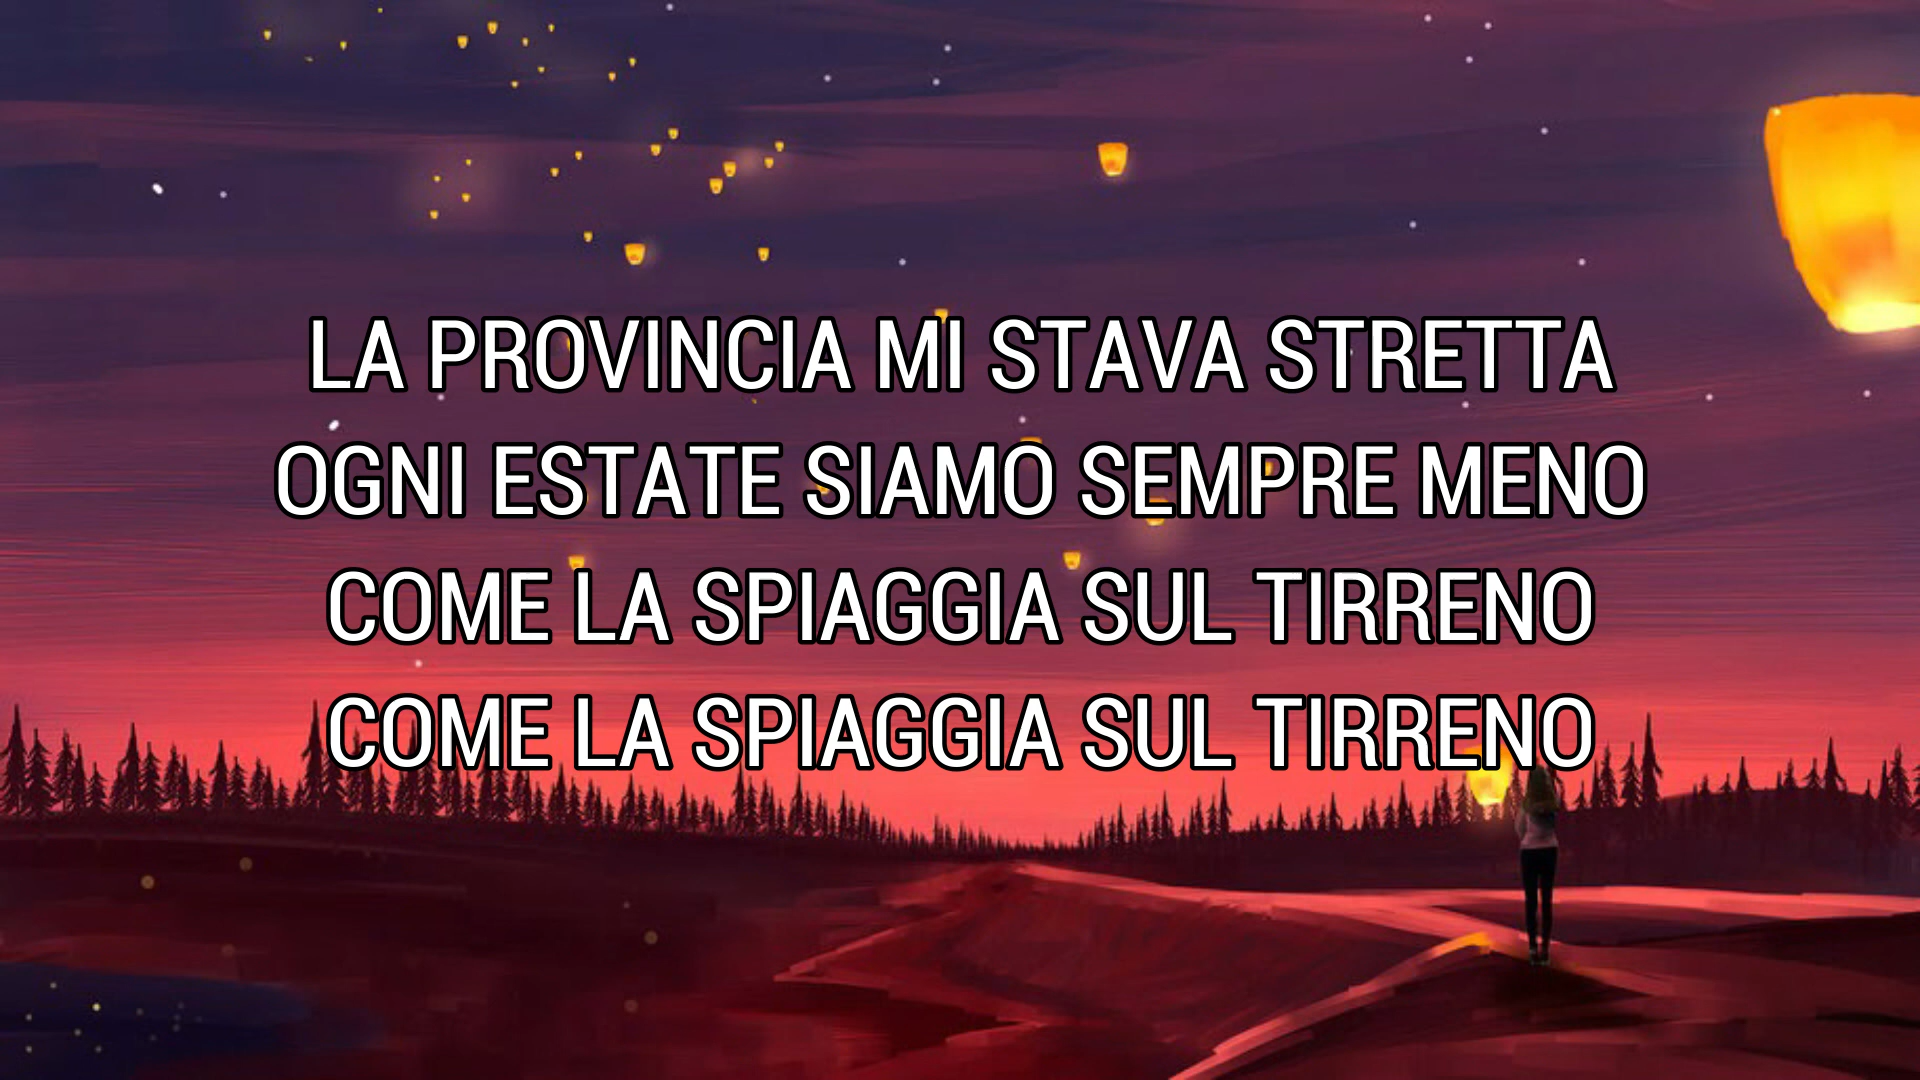 LA PROVINCIA MI STAVA STRETTA
OGNI ESTATE SIAMO SEMPRE MENO
COME LA SPIAGGIA SUL TIRRENO
COME LA SPIAGGIA SUL TIRRENO